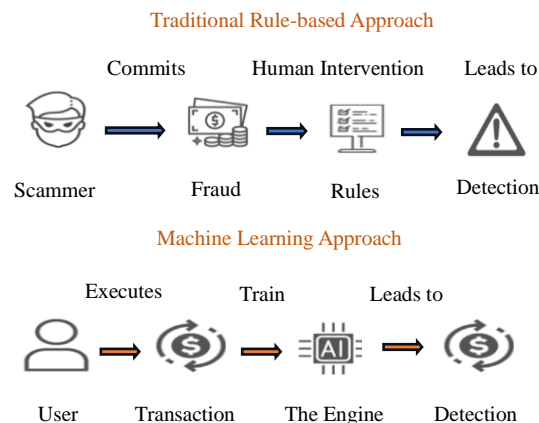 Traditional Rule-based Approach
Commits Human Intervention Leads to
$
Scammer Fraud Rules Detection
Machine Learning Approach
Executes Train Leads to
$ AI $
User Transaction The Engine Detection